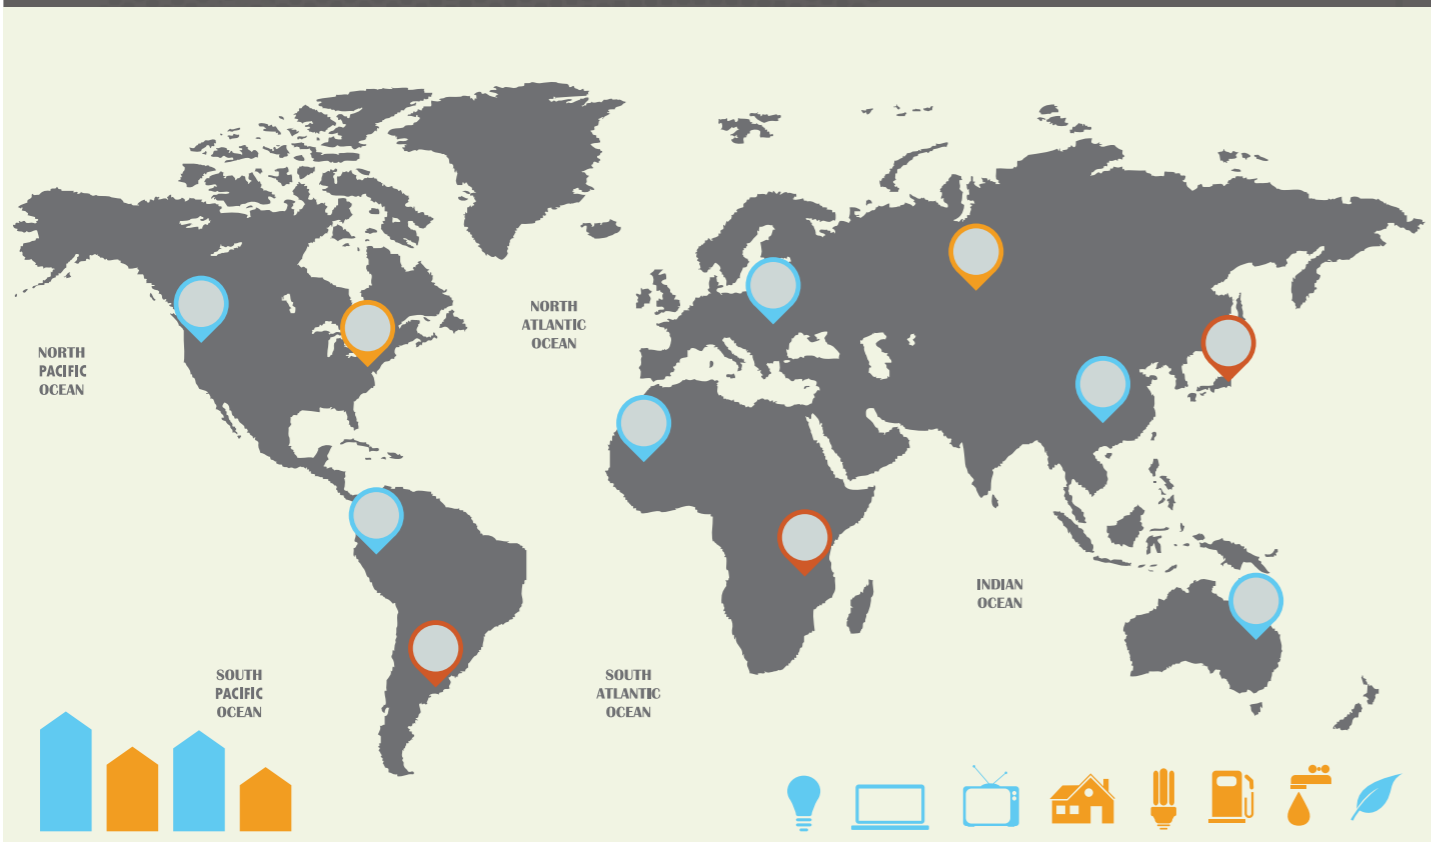 NORTH
ATLANTIC
OCEAN
NORTH
PACIFIC
OCEAN
INDIAN
OCEAN
SOUTH
PACIFIC
OCEAN
SOUTH
ATLANTIC
OCEAN